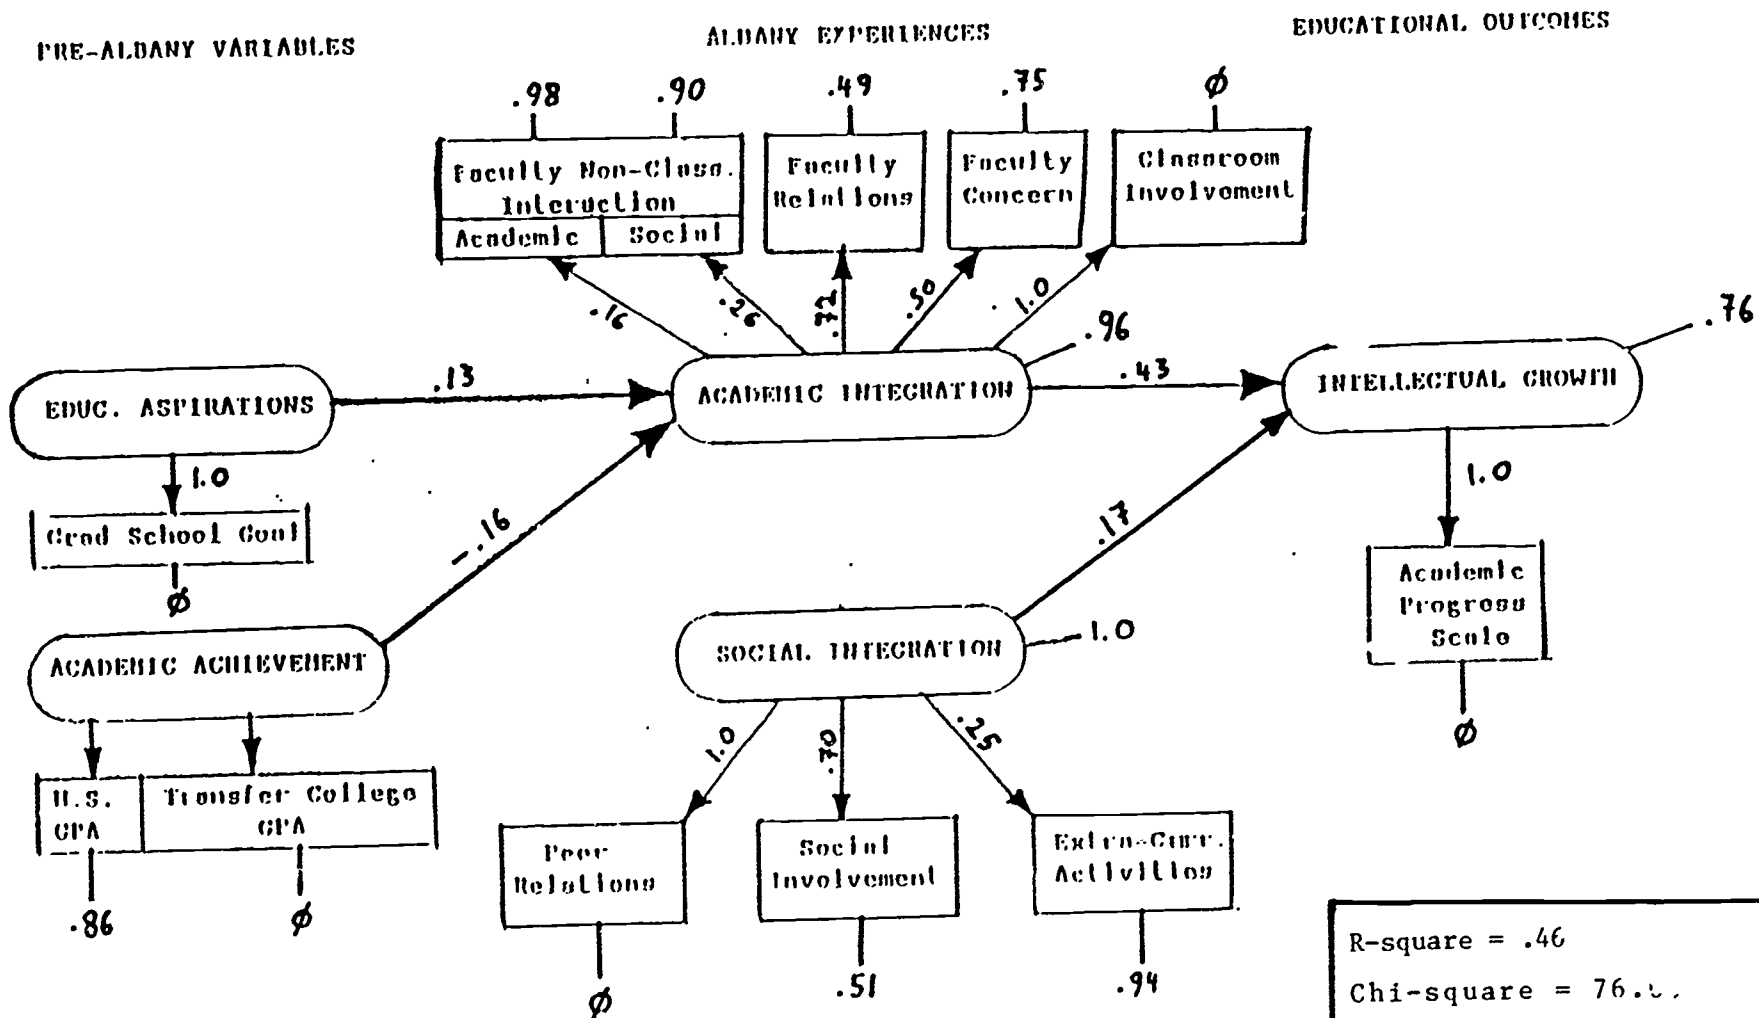 PRE-ALBANY VARIABLES
ALBANY EXPERIENCES
EDUCATIONAL OUTCOMES
.98
.90
.49
.75
Ø
Faculty Non-Class.
Interaction
Academic
Social
Faculty
Relations
Faculty
Concern
Classroom
Involvement
.16
.26
.72
.50
1.0
.96
.76
EDUC. ASPIRATIONS
.13
ACADEMIC INTEGRATION
.43
INTELLECTUAL GROWTH
1.0
Grad School Goal
Ø
-.16
.17
1.0
Academic
Progress
Scale
Ø
ACADEMIC ACHIEVEMENT
SOCIAL INTEGRATION
1.0
H.S.
GPA
Transfer College
GPA
.86
Ø
1.0
.70
.25
Peer
Relations
Social
Involvement
Extra-Curr.
Activities
Ø
.51
.94
R-square = .46
Chi-square =